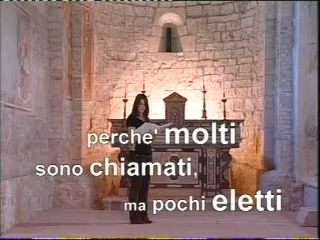 perche' molti
sono chiamati,
ma pochi eletti